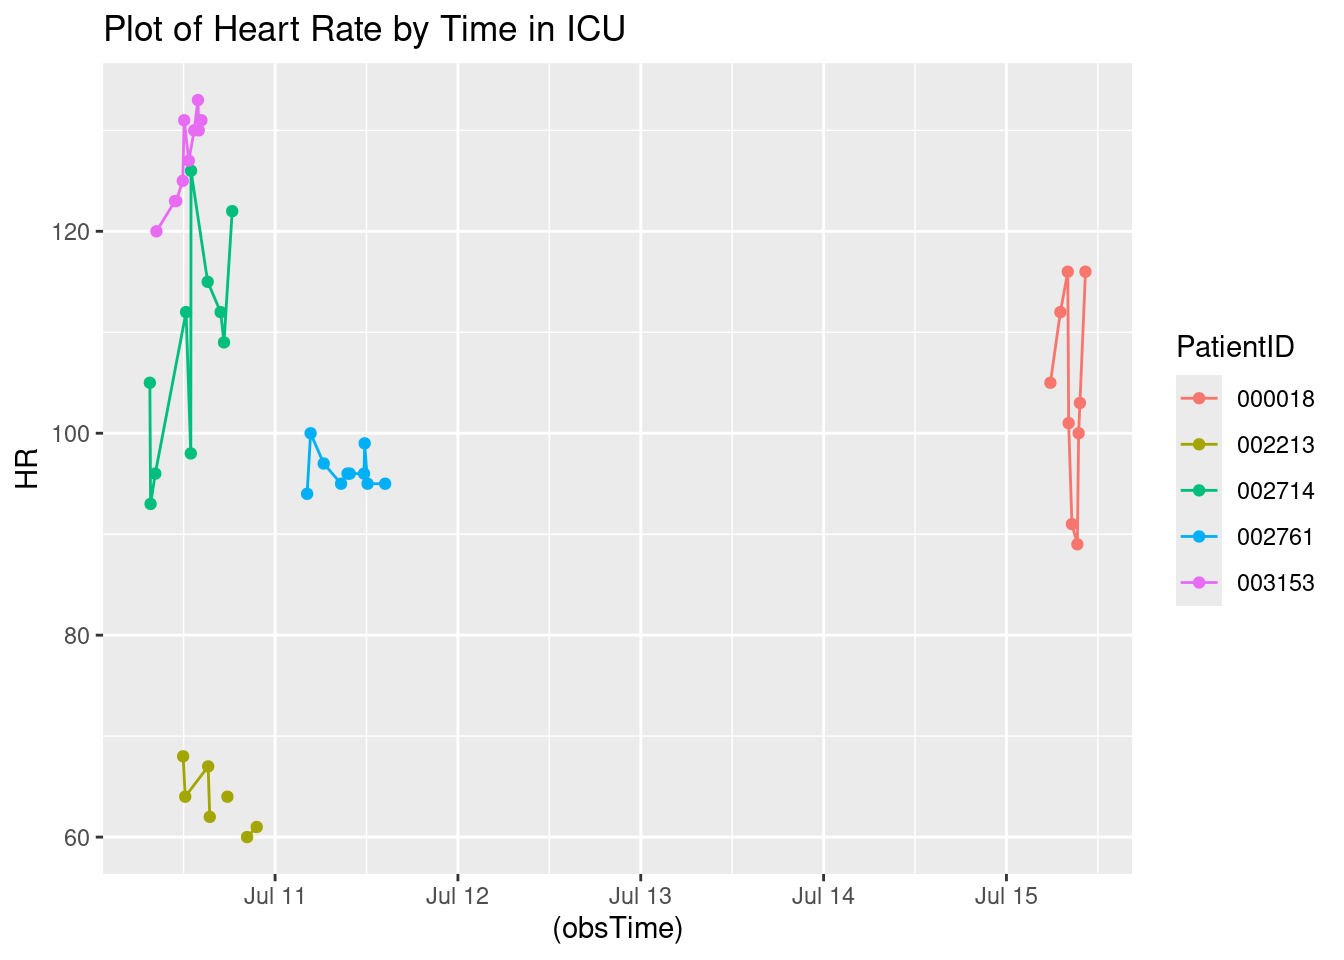 Plot of Heart Rate by Time in ICU
120
100
80
60
HR
Jul 11 Jul 12 Jul 13 Jul 14 Jul 15
(obsTime)
PatientID
000018
002213
002714
002761
003153